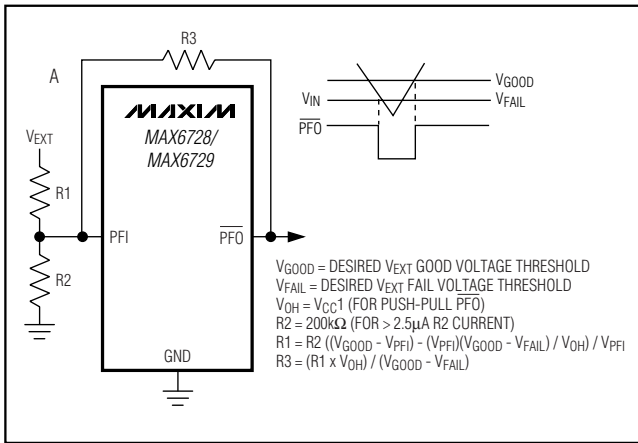 R3
A
MAXIM
MAX6728/
MAX6729
VEXT
R1
PFI
PFO
R2
GND
VGOOD
VIN
VFAIL
PFO
VGOOD = DESIRED VEXT GOOD VOLTAGE THRESHOLD
VFAIL = DESIRED VEXT FAIL VOLTAGE THRESHOLD
VOH = VCC1 (FOR PUSH-PULL PFO)
R2 = 200kΩ (FOR > 2.5μA R2 CURRENT)
R1 = R2 ((VGOOD - VPFI) - (VPFI)(VGOOD - VFAIL) / VOH) / VPFI
R3 = (R1 x VOH) / (VGOOD - VFAIL)